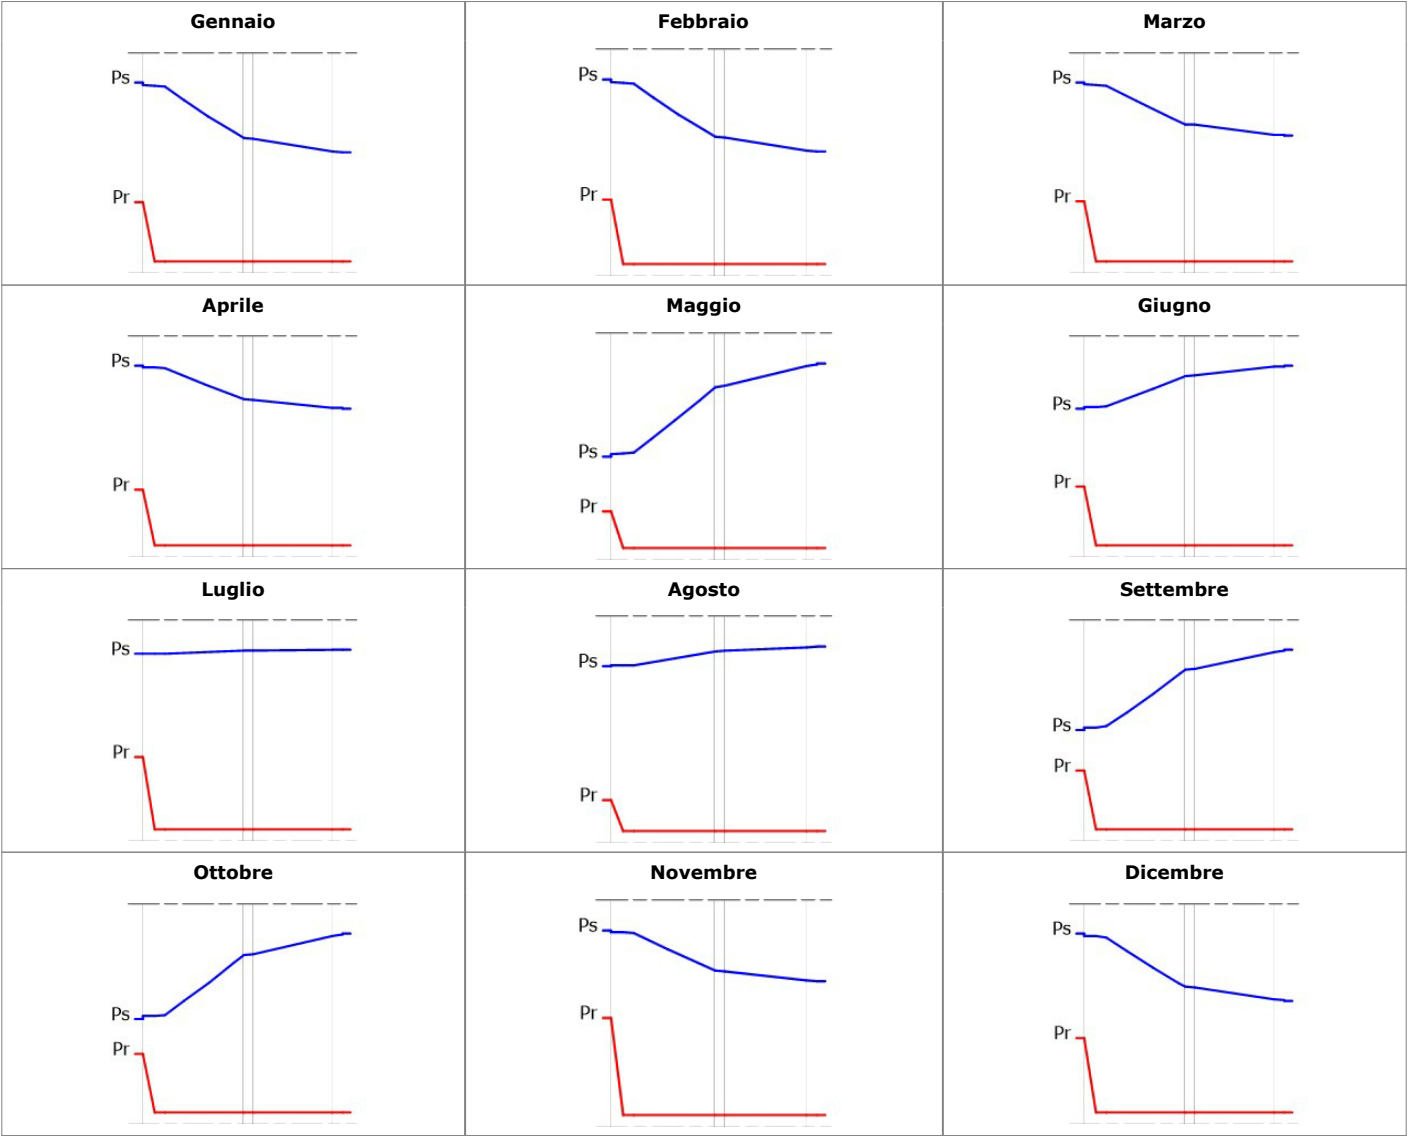 Gennaio
Febbraio
Marzo
Ps
Ps
Ps
Pr
Pr
Pr
Aprile
Maggio
Giugno
Ps
Ps
Ps
Pr
Pr
Pr
Luglio
Agosto
Settembre
Ps
Ps
Ps
Pr
Pr
Pr
Ottobre
Novembre
Dicembre
Ps
Ps
Ps
Pr
Pr
Pr